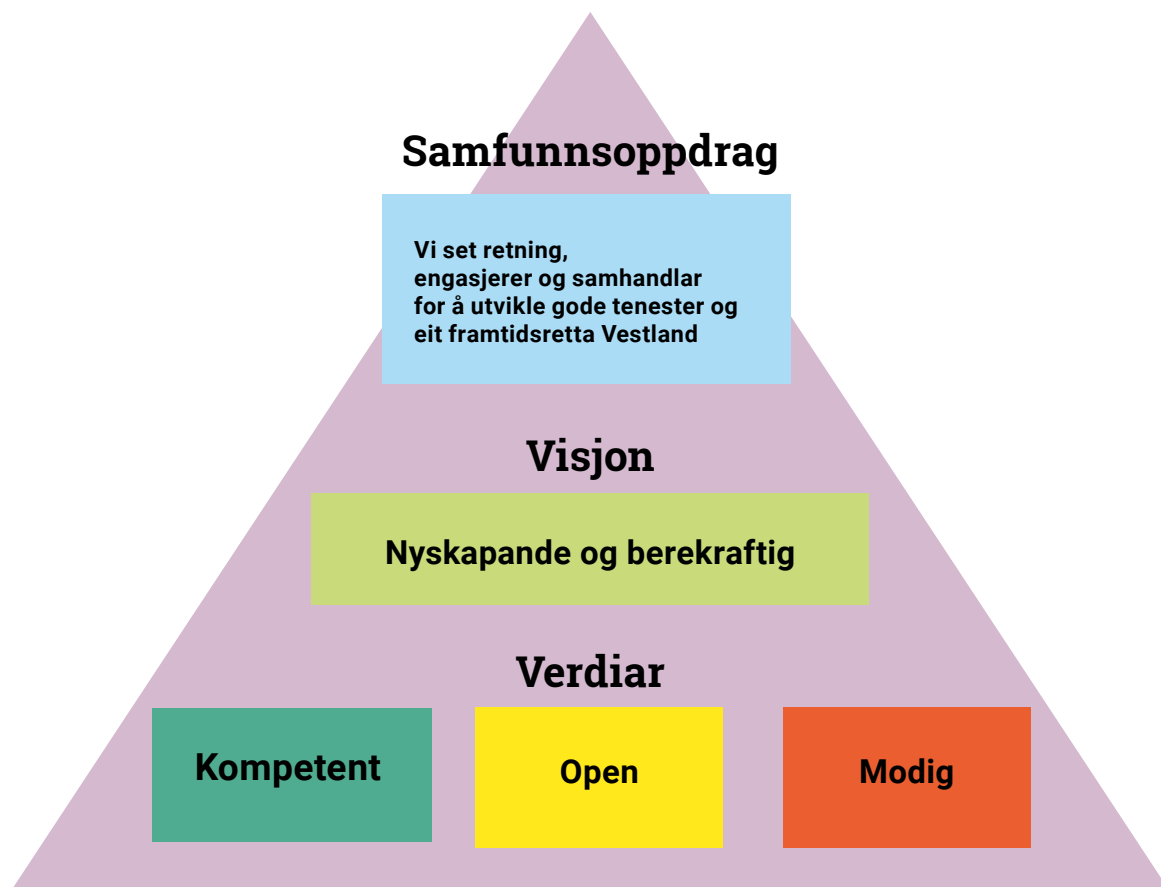 Samfunnsoppdrag
Vi set retning,
engasjerer og samhandlar
for å utvikle gode tenester og
eit framtidsretta Vestland
Visjon
Nyskapande og berekraftig
Verdiar
Kompetent
Open
Modig